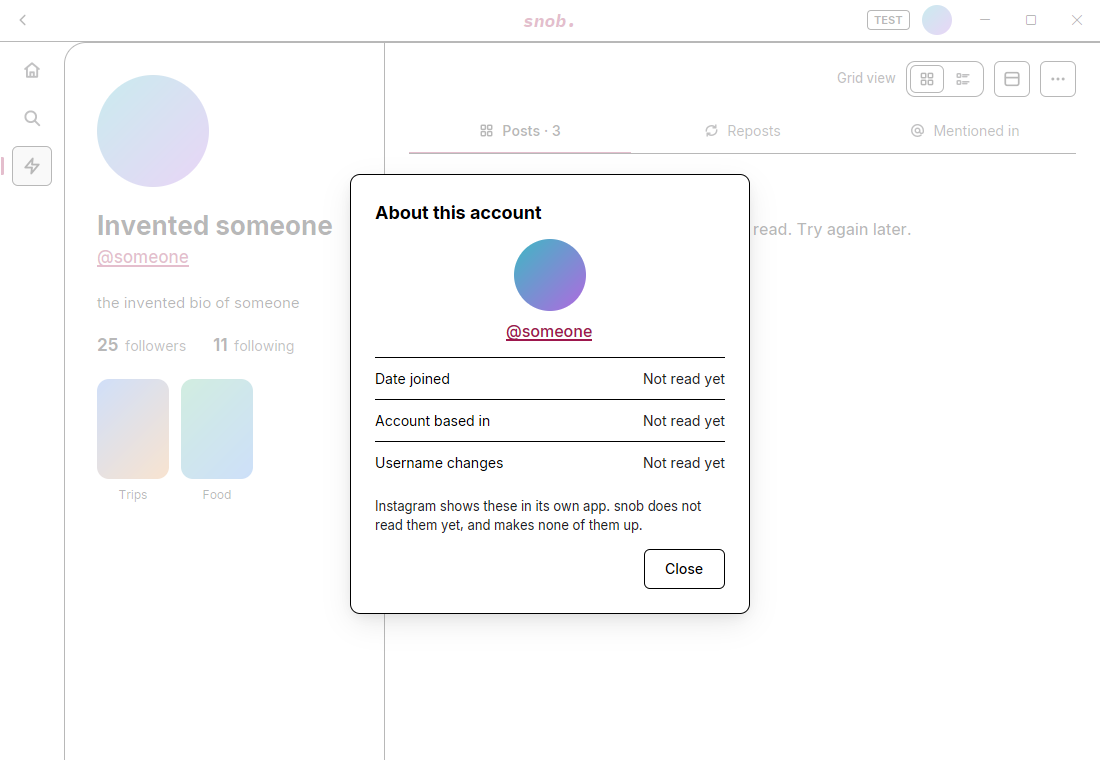 snob.
TEST
Grid view
Posts · 3
Reposts
Mentioned in
Invented someone
@someone
the invented bio of someone
25 followers 11 following
Trips
Food
read. Try again later.
About this account
@someone
Date joined Not read yet
Account based in Not read yet
Username changes Not read yet
Instagram shows these in its own app. snob does not
read them yet, and makes none of them up.
Close